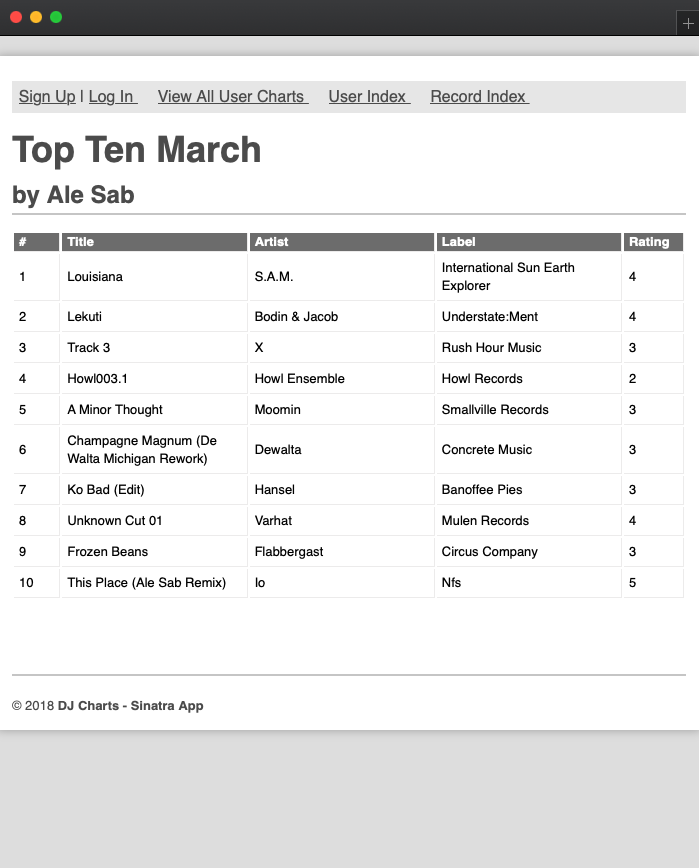 Sign Up | Log In View All User Charts User Index Record Index
Top Ten March
by Ale Sab
# Title Artist Label Rating
1 Louisiana S.A.M. International Sun Earth Explorer 4
2 Lekuti Bodin & Jacob Understate:Ment 4
3 Track 3 X Rush Hour Music 3
4 Howl003.1 Howl Ensemble Howl Records 2
5 A Minor Thought Moomin Smallville Records 3
6 Champagne Magnum (De Walta Michigan Rework) Dewalta Concrete Music 3
7 Ko Bad (Edit) Hansel Banoffee Pies 3
8 Unknown Cut 01 Varhat Mulen Records 4
9 Frozen Beans Flabbergast Circus Company 3
10 This Place (Ale Sab Remix) Io Nfs 5
© 2018 DJ Charts - Sinatra App